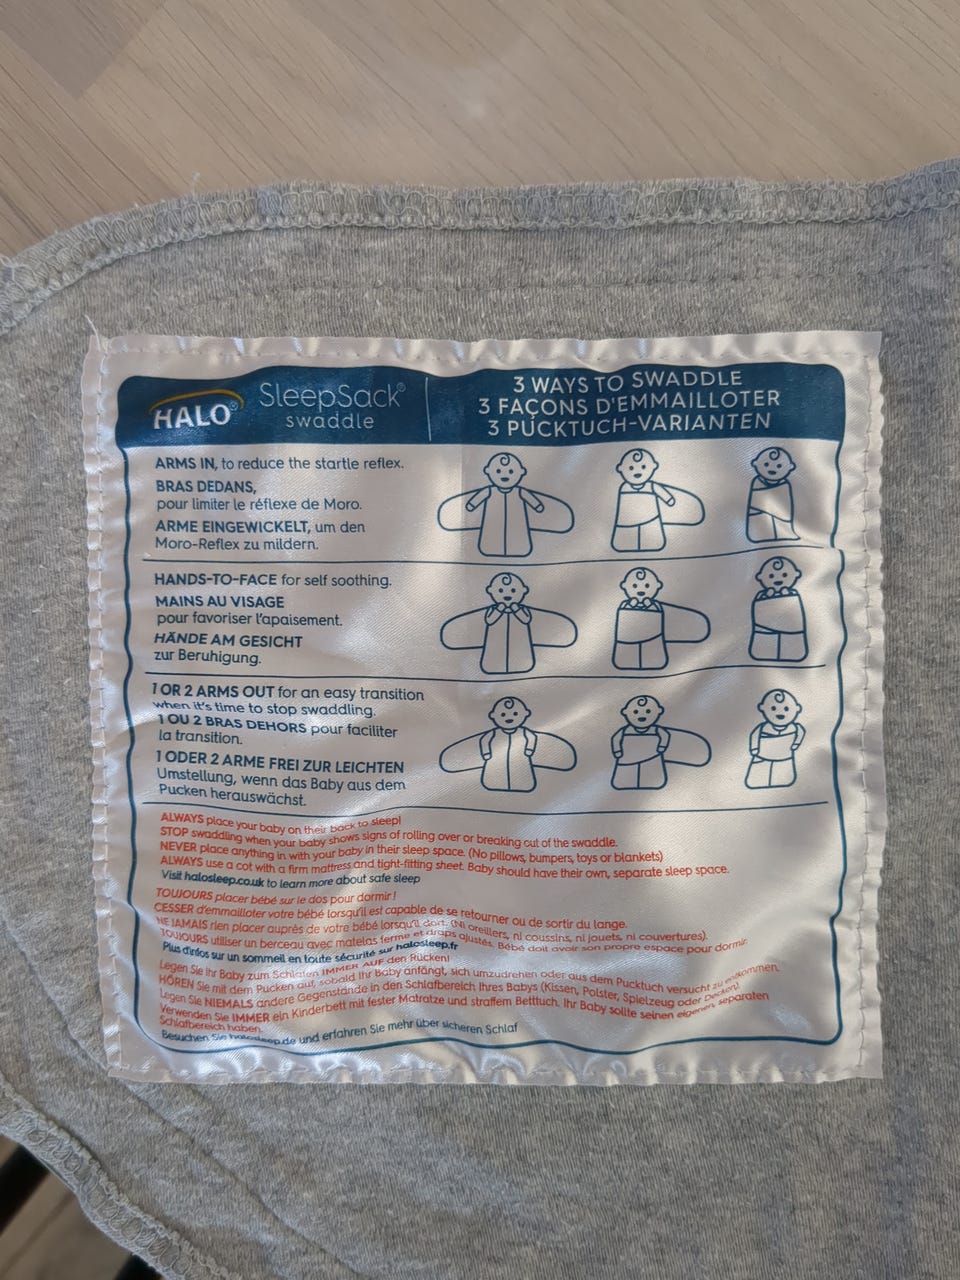 HALO® SleepSack® swaddle
3 WAYS TO SWADDLE
3 FAÇONS D'EMMAILLOTER
3 PUCKTUCH-VARIANTEN
ARMS IN, to reduce the startle reflex.
BRAS DEDANS,
pour limiter le réflexe de Moro.
ARME EINGEWICKELT, um den
Moro-Reflex zu mildern.
HANDS-TO-FACE for self soothing.
MAINS AU VISAGE
pour favoriser l'apaisement.
HÄNDE AM GESICHT
zur Beruhigung.
1 OR 2 ARMS OUT for an easy transition
when it's time to stop swaddling.
1 OU 2 BRAS DEHORS pour faciliter
la transition.
1 ODER 2 ARME FREI ZUR LEICHTEN
Umstellung, wenn das Baby aus dem
Pucken herauswächst.
ALWAYS place your baby on their back to sleep!
STOP swaddling when your baby shows signs of rolling over or breaking out of the swaddle.
NEVER place anything in with your baby in their sleep space. (No pillows, bumpers, toys or blankets)
ALWAYS use a cot with a firm mattress and tight-fitting sheet. Baby should have their own, separate sleep space.
Visit halosleep.co.uk to learn more about safe sleep
TOUJOURS placer bébé sur le dos pour dormir!
CESSER d'emmailloter votre bébé lorsqu'il est capable de se retourner ou de sortir du lange.
NE JAMAIS rien placer auprès de votre bébé lorsqu'il dort. (Ni oreillers, ni coussins, ni jouets, ni couvertures).
TOUJOURS utiliser un berceau avec matelas ferme et draps ajustés. Bébé doit avoir son propre espace pour dormir.
Plus d'infos sur un sommeil en toute sécurité sur halosleep.fr
Legen Sie Ihr Baby zum Schlafen IMMER AUF den Rücken!
HÖREN Sie mit dem Pucken auf, sobald Ihr Baby anfängt, sich umzudrehen oder aus dem Pucktuch versucht zu entkommen.
Legen Sie NIEMALS andere Gegenstände in den Schlafbereich Ihres Babys (Kissen, Polster, Spielzeug oder Decken).
Verwenden Sie IMMER ein Kinderbett mit fester Matratze und straffem Betttuch. Ihr Baby sollte seinen eigenen, separaten
Schlafbereich haben.
Besuchen Sie halosleep.de und erfahren Sie mehr über sicheren Schlaf